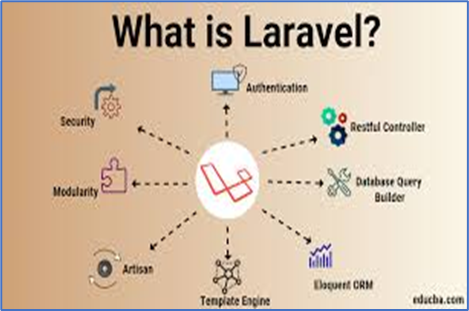 What is Laravel?
Authentication
Security
Restful Controller
Modularity
Database Query
Builder
Artisan
Template Engine
Eloquent ORM
educba.com